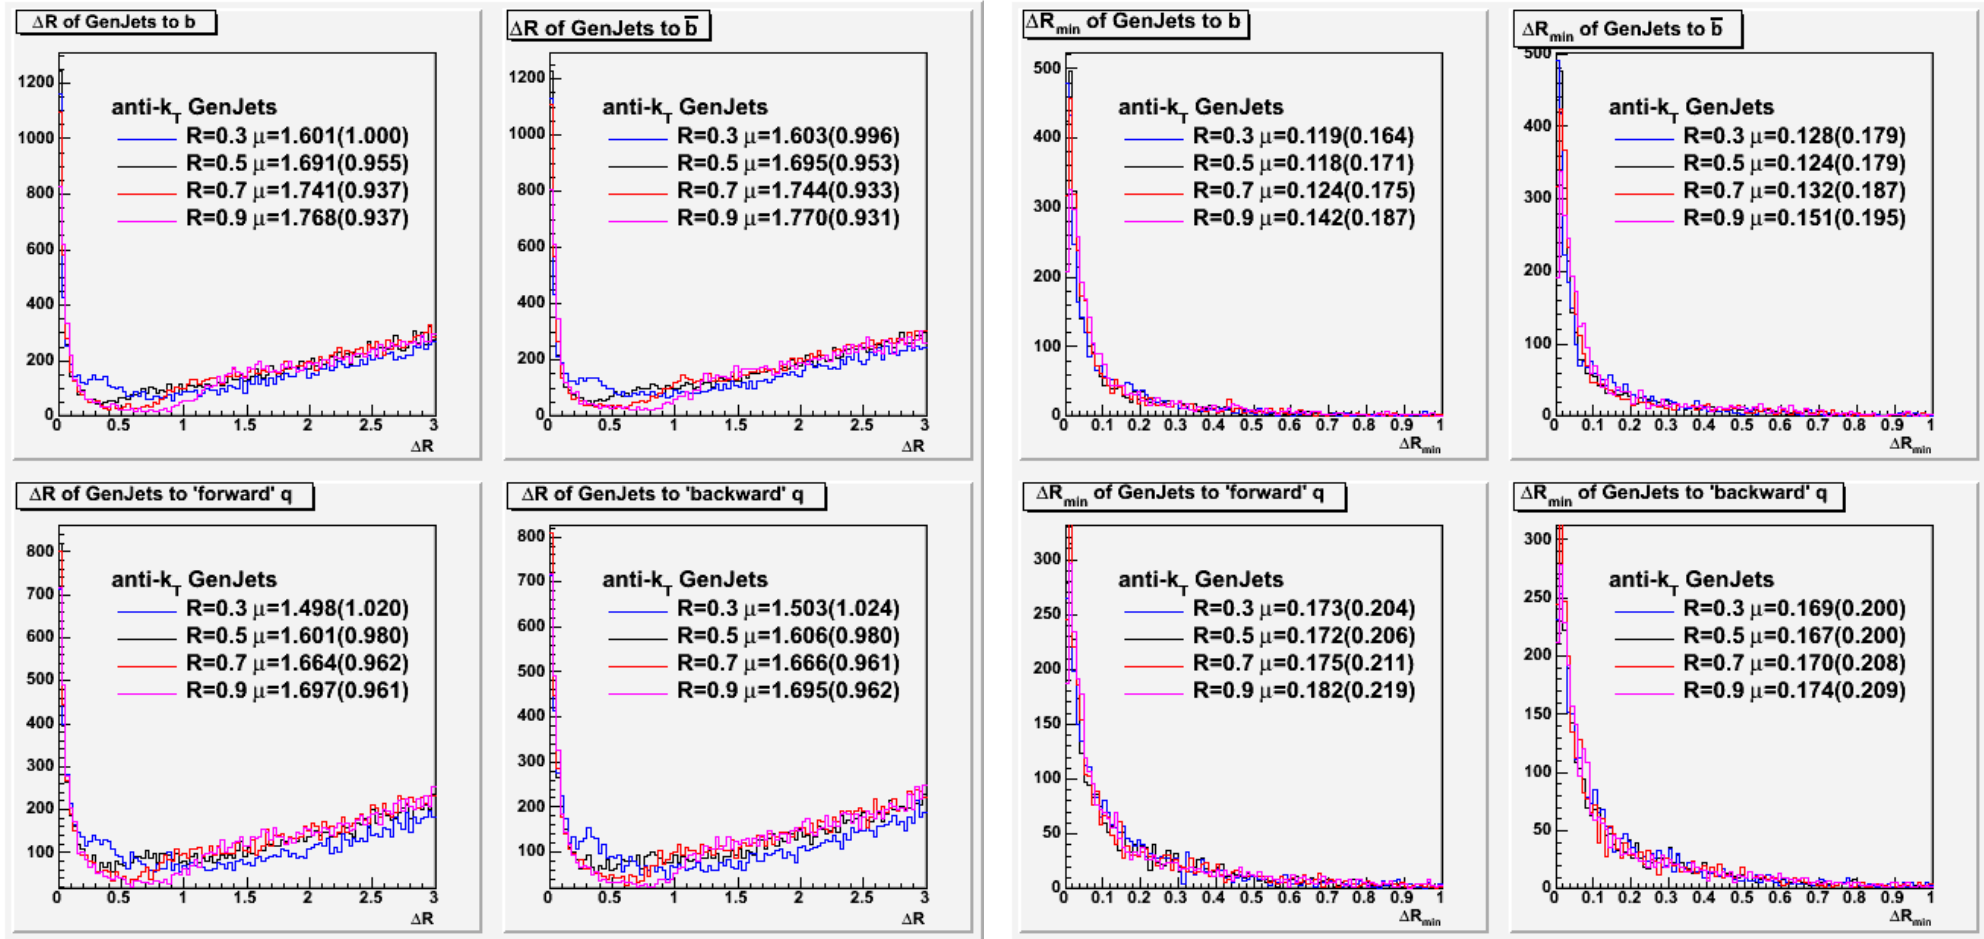 ΔR of GenJets to b
1200
1000
800
600
400
200
0
anti-k_T GenJets
R=0.3 μ=1.601(1.000)
R=0.5 μ=1.691(0.955)
R=0.7 μ=1.741(0.937)
R=0.9 μ=1.768(0.937)
0 0.5 1 1.5 2 2.5 3
ΔR
ΔR of GenJets to b̅
1200
1000
800
600
400
200
0
anti-k_T GenJets
R=0.3 μ=1.603(0.996)
R=0.5 μ=1.695(0.953)
R=0.7 μ=1.744(0.933)
R=0.9 μ=1.770(0.931)
0 0.5 1 1.5 2 2.5 3
ΔR
ΔR_min of GenJets to b
500
400
300
200
100
0
anti-k_T GenJets
R=0.3 μ=0.119(0.164)
R=0.5 μ=0.118(0.171)
R=0.7 μ=0.124(0.175)
R=0.9 μ=0.142(0.187)
0 0.1 0.2 0.3 0.4 0.5 0.6 0.7 0.8 0.9 1
ΔR_min
ΔR_min of GenJets to b̅
500
400
300
200
100
0
anti-k_T GenJets
R=0.3 μ=0.128(0.179)
R=0.5 μ=0.124(0.179)
R=0.7 μ=0.132(0.187)
R=0.9 μ=0.151(0.195)
0 0.1 0.2 0.3 0.4 0.5 0.6 0.7 0.8 0.9 1
ΔR_min
ΔR of GenJets to 'forward' q
800
700
600
500
400
300
200
100
anti-k_T GenJets
R=0.3 μ=1.498(1.020)
R=0.5 μ=1.601(0.980)
R=0.7 μ=1.664(0.962)
R=0.9 μ=1.697(0.961)
0 0.5 1 1.5 2 2.5 3
ΔR
ΔR of GenJets to 'backward' q
800
700
600
500
400
300
200
100
anti-k_T GenJets
R=0.3 μ=1.503(1.024)
R=0.5 μ=1.606(0.980)
R=0.7 μ=1.666(0.961)
R=0.9 μ=1.695(0.962)
0 0.5 1 1.5 2 2.5 3
ΔR
ΔR_min of GenJets to 'forward' q
300
250
200
150
100
50
0
anti-k_T GenJets
R=0.3 μ=0.173(0.204)
R=0.5 μ=0.172(0.206)
R=0.7 μ=0.175(0.211)
R=0.9 μ=0.182(0.219)
0 0.1 0.2 0.3 0.4 0.5 0.6 0.7 0.8 0.9 1
ΔR_min
ΔR_min of GenJets to 'backward' q
300
250
200
150
100
50
0
anti-k_T GenJets
R=0.3 μ=0.169(0.200)
R=0.5 μ=0.167(0.200)
R=0.7 μ=0.170(0.208)
R=0.9 μ=0.174(0.209)
0 0.1 0.2 0.3 0.4 0.5 0.6 0.7 0.8 0.9 1
ΔR_min